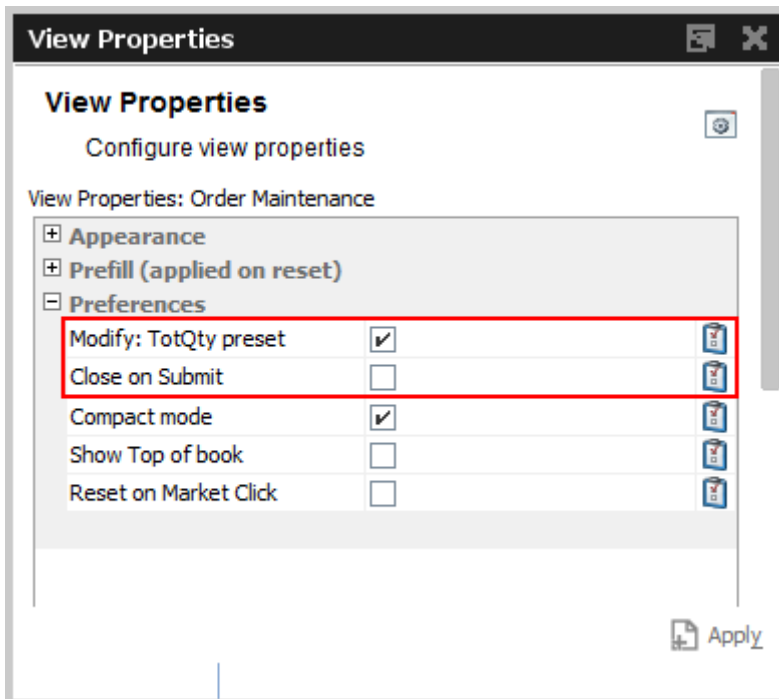 View Properties
View Properties
Configure view properties
View Properties: Order Maintenance
Appearance
Prefill (applied on reset)
Preferences
Modify: TotQty preset
Close on Submit
Compact mode
Show Top of book
Reset on Market Click
Apply